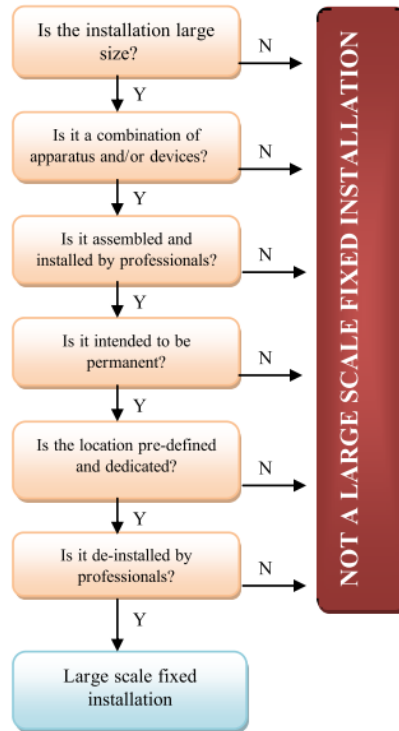 Is the installation large
size?
N
Y
Is it a combination of
apparatus and/or devices?
N
Y
Is it assembled and
installed by professionals?
N
Y
Is it intended to be
permanent?
N
Y
Is the location pre-defined
and dedicated?
N
Y
Is it de-installed by
professionals?
N
Y
Large scale fixed
installation
NOT A LARGE SCALE FIXED INSTALLATION